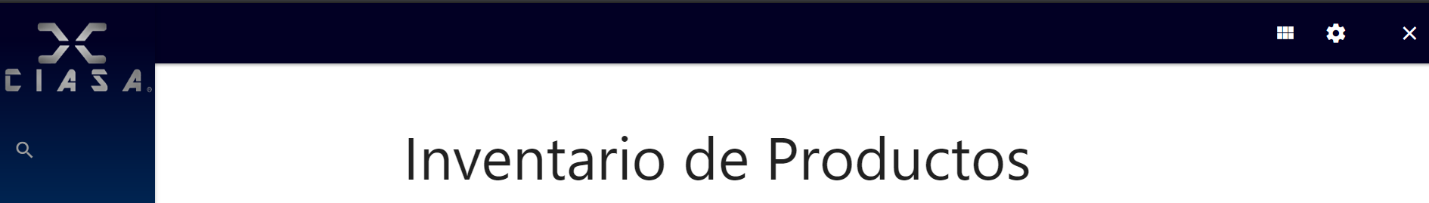 CIASA®
Inventario de Productos